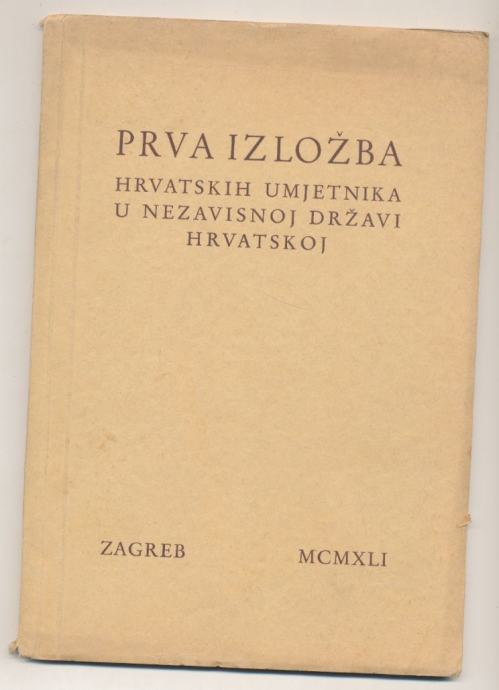 PRVA IZLOŽBA
HRVATSKIH UMJETNIKA
U NEZAVISNOJ DRŽAVI
HRVATSKOJ
ZAGREB MCMXLI